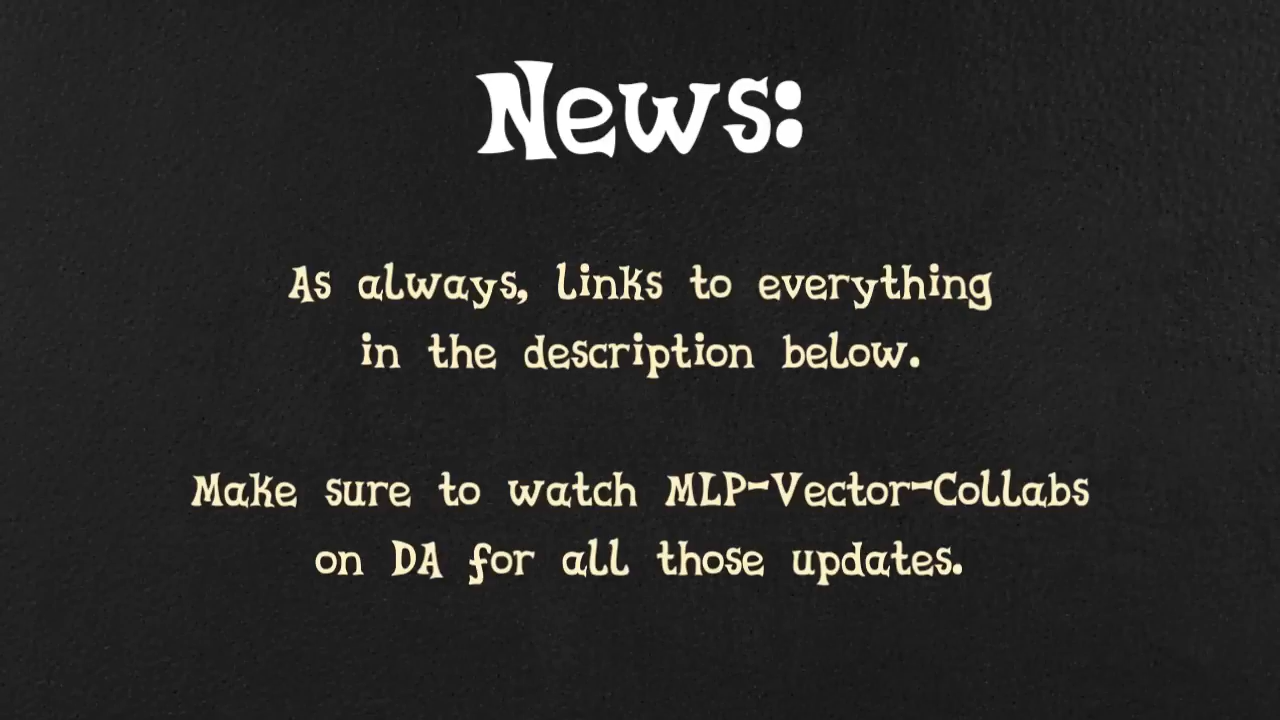 News:
As always, links to everything
in the description below.
Make sure to watch MLP-Vector-Collabs
on DA for all those updates.